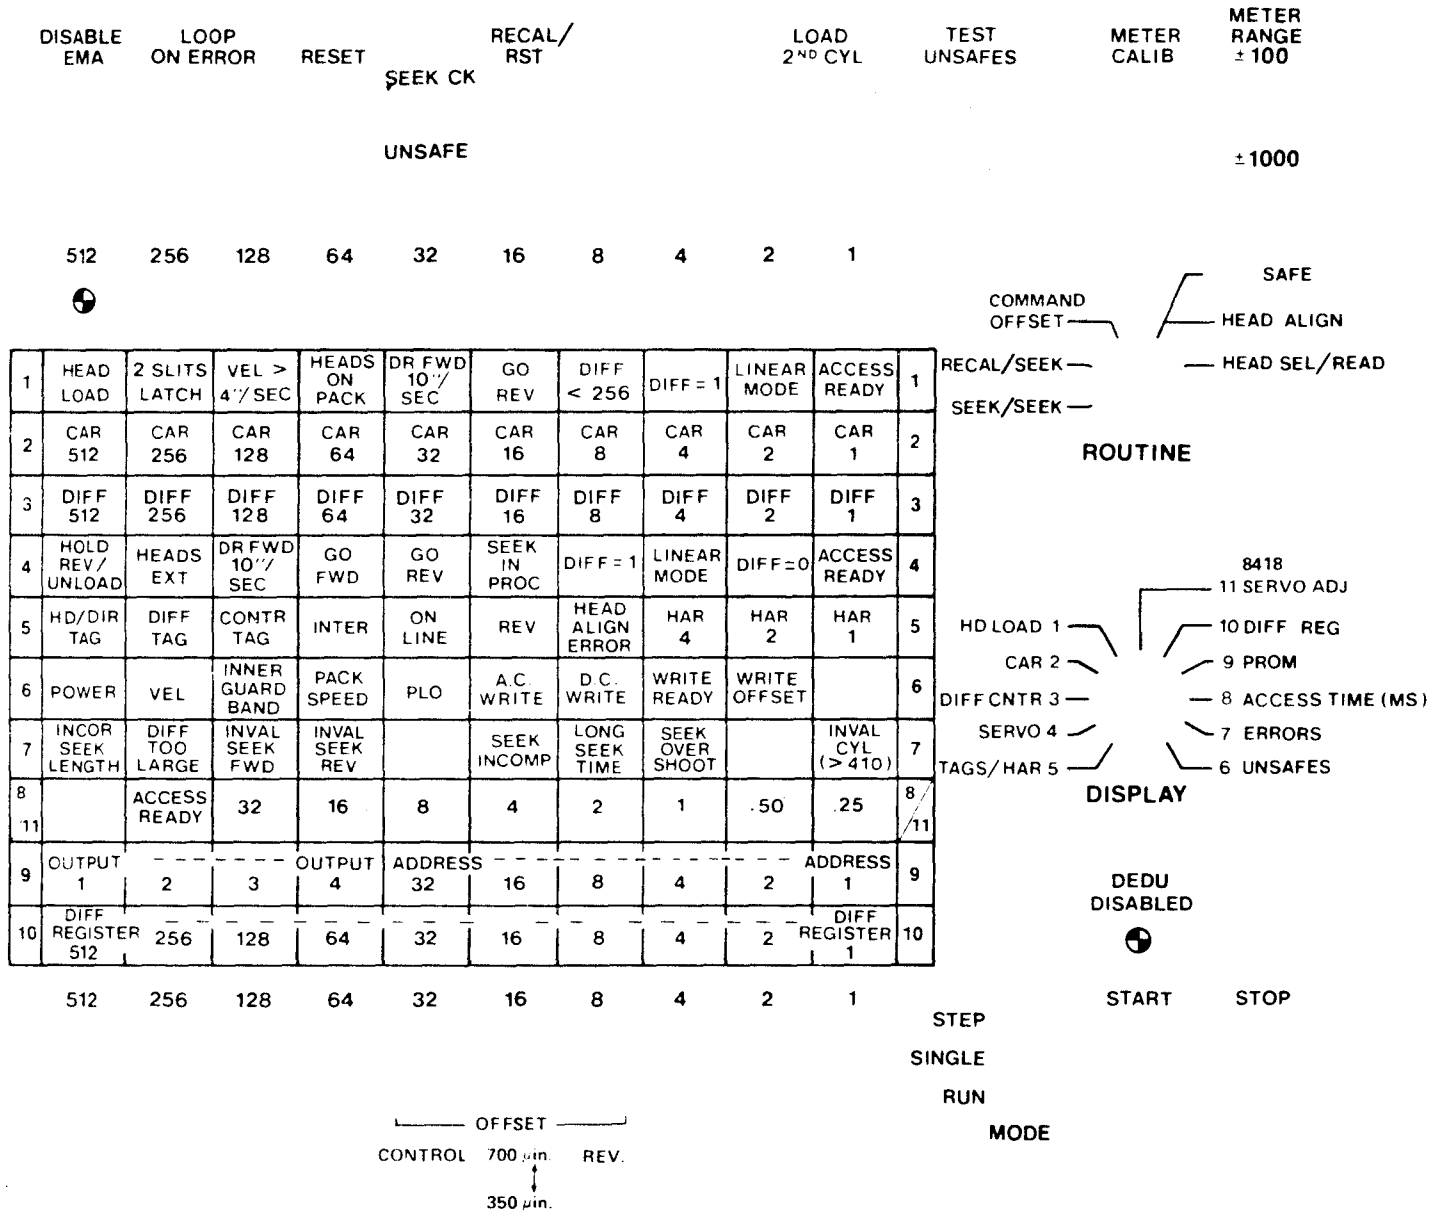 DISABLE EMA
LOOP ON ERROR
RESET
SEEK CK
UNSAFE
RECAL/ RST
LOAD 2ND CYL
TEST UNSAFES
METER CALIB
METER RANGE
±100
±1000
512 256 128 64 32 16 8 4 2 1
COMMAND OFFSET
RECAL/SEEK
SEEK/SEEK
SAFE
HEAD ALIGN
HEAD SEL/READ
ROUTINE
1 HEAD LOAD 2 SLITS LATCH VEL > 4"/SEC HEADS ON PACK DR FWD 10"/ SEC GO REV DIFF < 256 DIFF = 1 LINEAR MODE ACCESS READY 1
2 CAR 512 CAR 256 CAR 128 CAR 64 CAR 32 CAR 16 CAR 8 CAR 4 CAR 2 CAR 1 2
3 DIFF 512 DIFF 256 DIFF 128 DIFF 64 DIFF 32 DIFF 16 DIFF 8 DIFF 4 DIFF 2 DIFF 1 3
4 HOLD REV/ UNLOAD HEADS EXT DR FWD 10"/ SEC GO FWD GO REV SEEK IN PROC DIFF = 1 LINEAR MODE DIFF=0 ACCESS READY 4
5 HD/DIR TAG DIFF TAG CONTR TAG INTER ON LINE REV HEAD ALIGN ERROR HAR 4 HAR 2 HAR 1 5
6 POWER VEL INNER GUARD BAND PACK SPEED PLO A.C. WRITE D.C. WRITE WRITE READY WRITE OFFSET 6
7 INCOR SEEK LENGTH DIFF TOO LARGE INVAL SEEK FWD INVAL SEEK REV SEEK INCOMP LONG SEEK TIME SEEK OVER SHOOT INVAL CYL (>410) 7
8 11 ACCESS READY 32 16 8 4 2 1 .50 .25 8/11
9 OUTPUT 1 2 3 OUTPUT 4 ADDRESS 32 16 8 4 2 ADDRESS 1 9
10 DIFF REGISTER 512 256 128 64 32 16 8 4 2 DIFF REGISTER 1 10
512 256 128 64 32 16 8 4 2 1
8418
11 SERVO ADJ
10 DIFF REG
9 PROM
8 ACCESS TIME (MS)
7 ERRORS
6 UNSAFES
HD LOAD 1
CAR 2
DIFF CNTR 3
SERVO 4
TAGS/HAR 5
DISPLAY
DEDU DISABLED
START STOP
STEP
SINGLE
RUN
MODE
OFFSET
CONTROL 700 µin. REV.
350 µin.